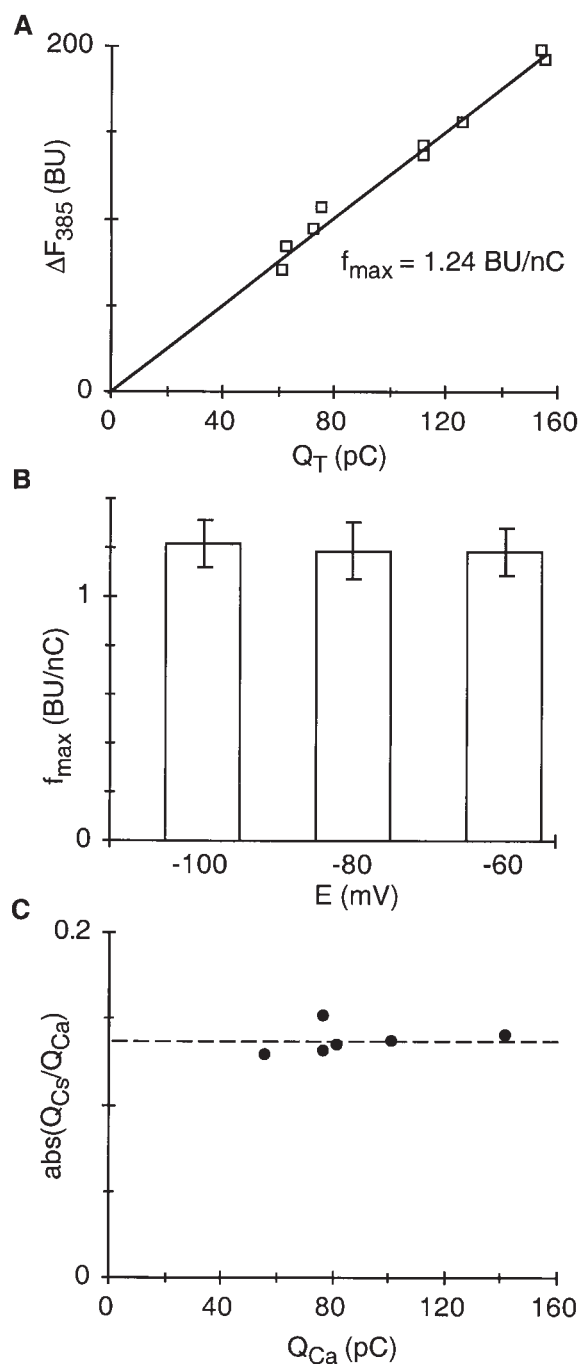 A
200
ΔF385 (BU)
fmax = 1.24 BU/nC
0
0 40 80 120 160
QT (pC)
B
1
fmax (BU/nC)
0
-100 -80 -60
E (mV)
C
0.2
abs(QCs/QCa)
0
0 40 80 120 160
QCa (pC)